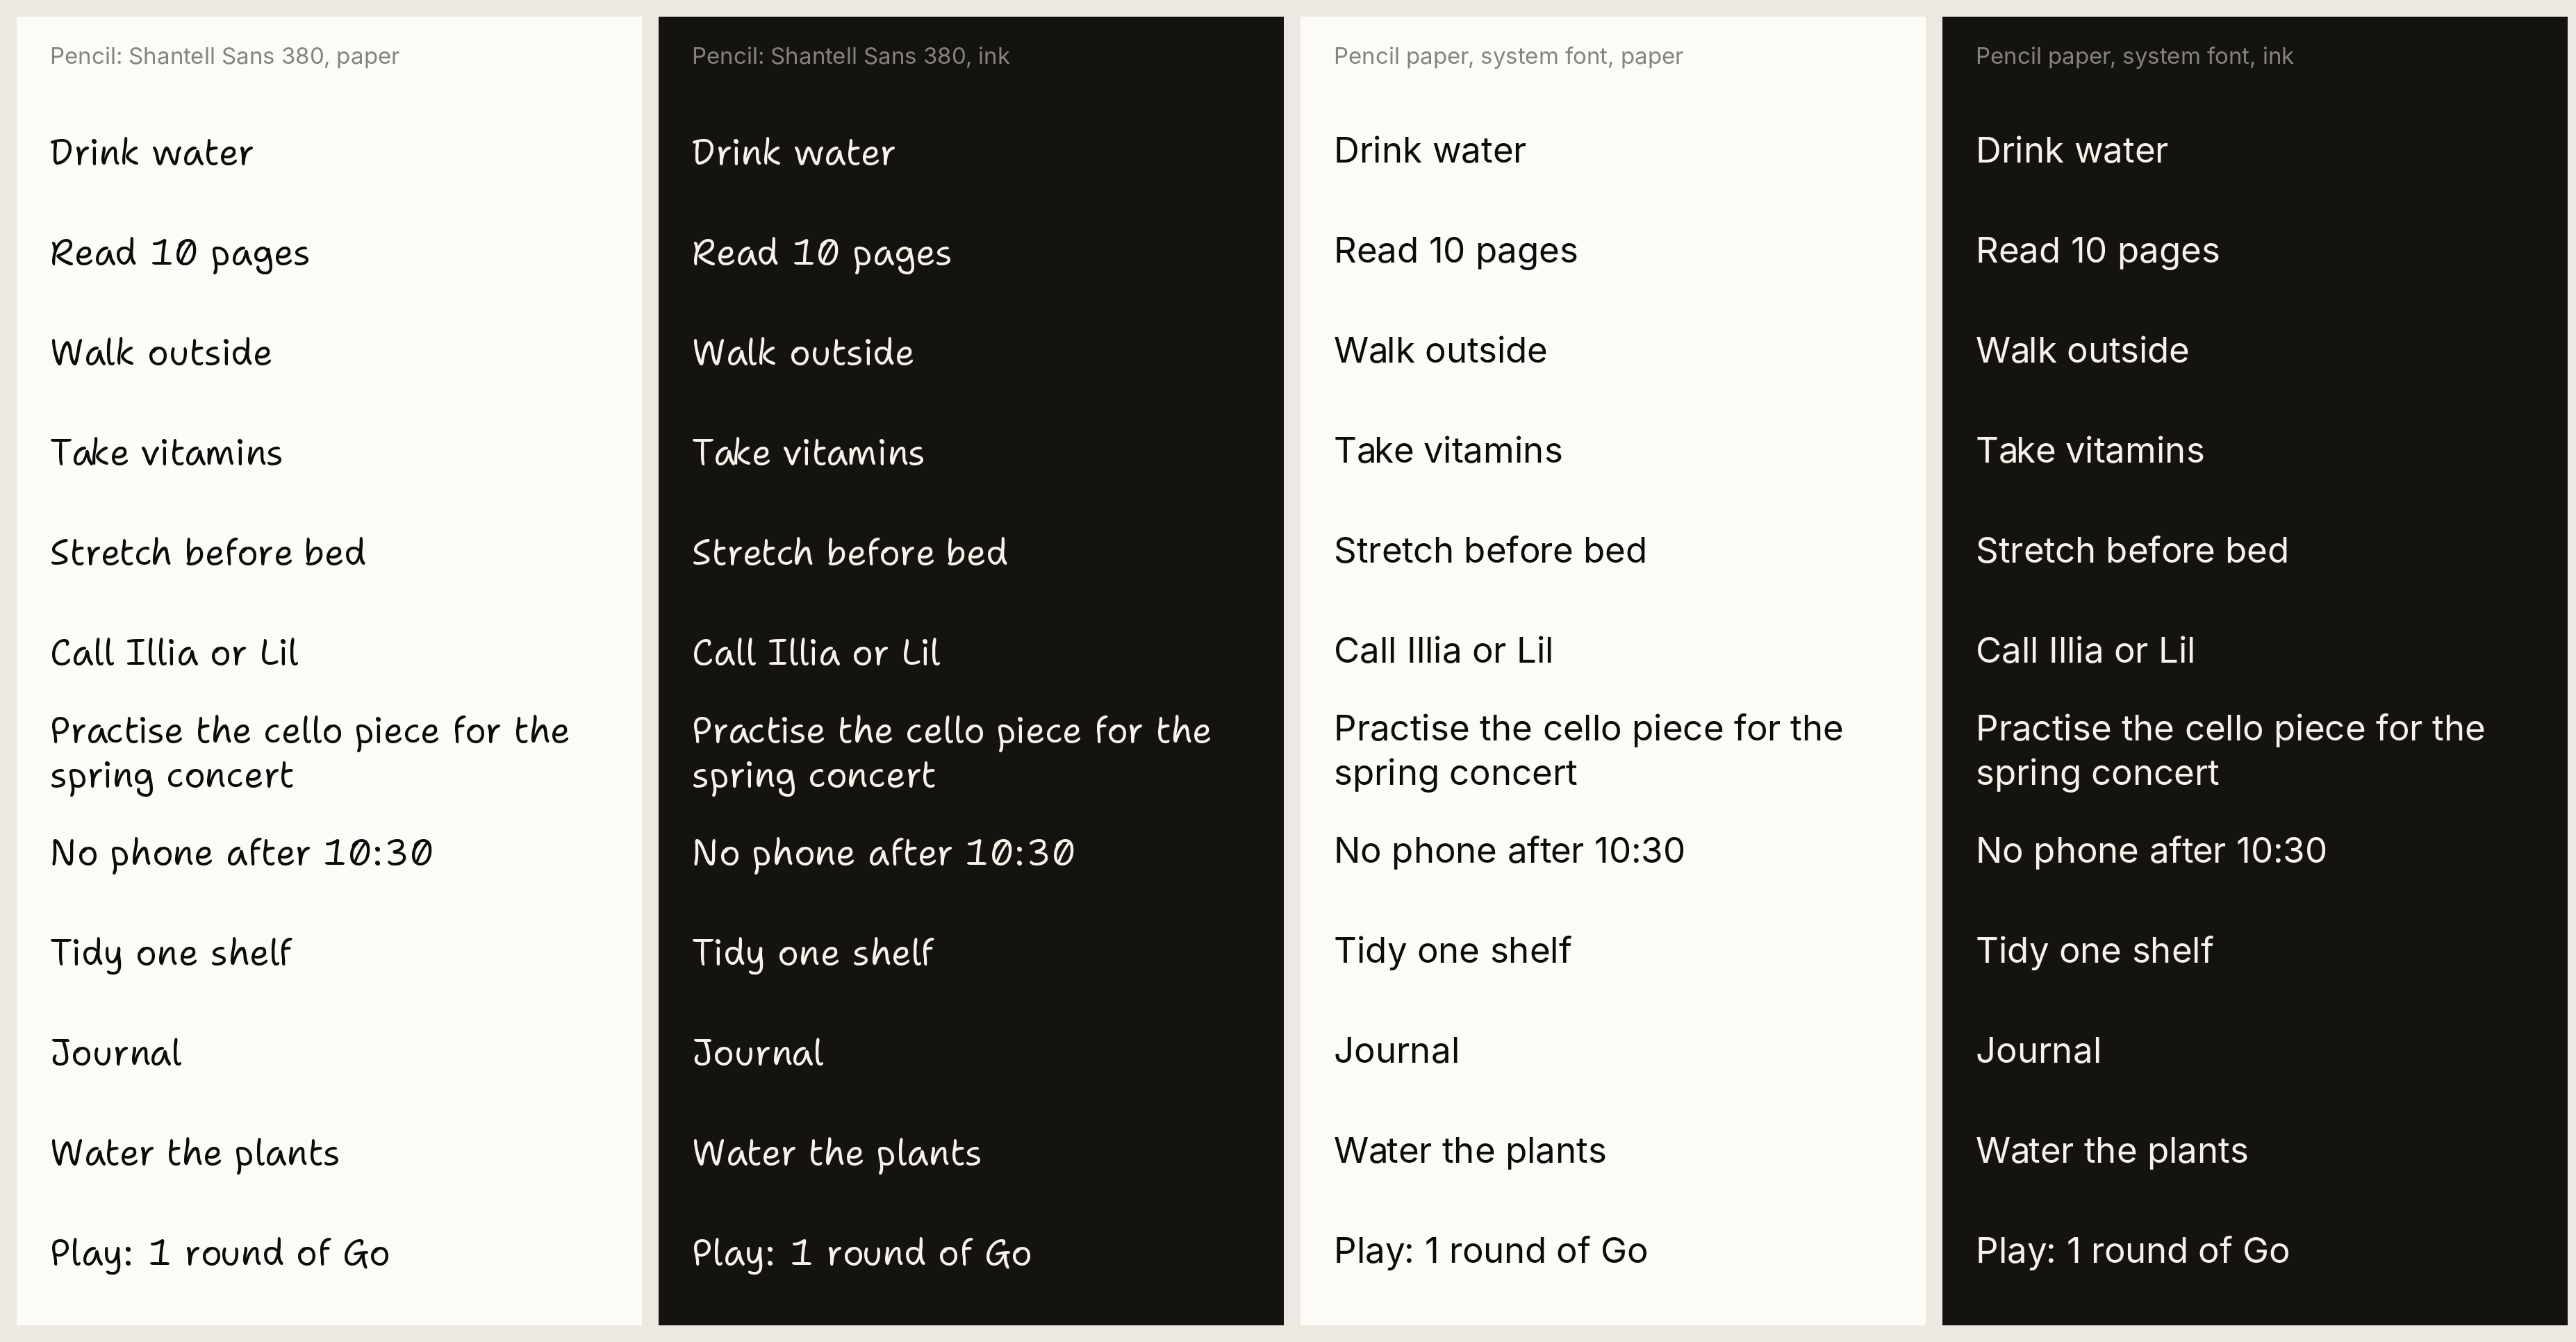 Pencil: Shantell Sans 380, paper
Drink water
Read 10 pages
Walk outside
Take vitamins
Stretch before bed
Call Illia or Lil
Practise the cello piece for the
spring concert
No phone after 10:30
Tidy one shelf
Journal
Water the plants
Play: 1 round of Go
Pencil: Shantell Sans 380, ink
Drink water
Read 10 pages
Walk outside
Take vitamins
Stretch before bed
Call Illia or Lil
Practise the cello piece for the
spring concert
No phone after 10:30
Tidy one shelf
Journal
Water the plants
Play: 1 round of Go
Pencil paper, system font, paper
Drink water
Read 10 pages
Walk outside
Take vitamins
Stretch before bed
Call Illia or Lil
Practise the cello piece for the
spring concert
No phone after 10:30
Tidy one shelf
Journal
Water the plants
Play: 1 round of Go
Pencil paper, system font, ink
Drink water
Read 10 pages
Walk outside
Take vitamins
Stretch before bed
Call Illia or Lil
Practise the cello piece for the
spring concert
No phone after 10:30
Tidy one shelf
Journal
Water the plants
Play: 1 round of Go